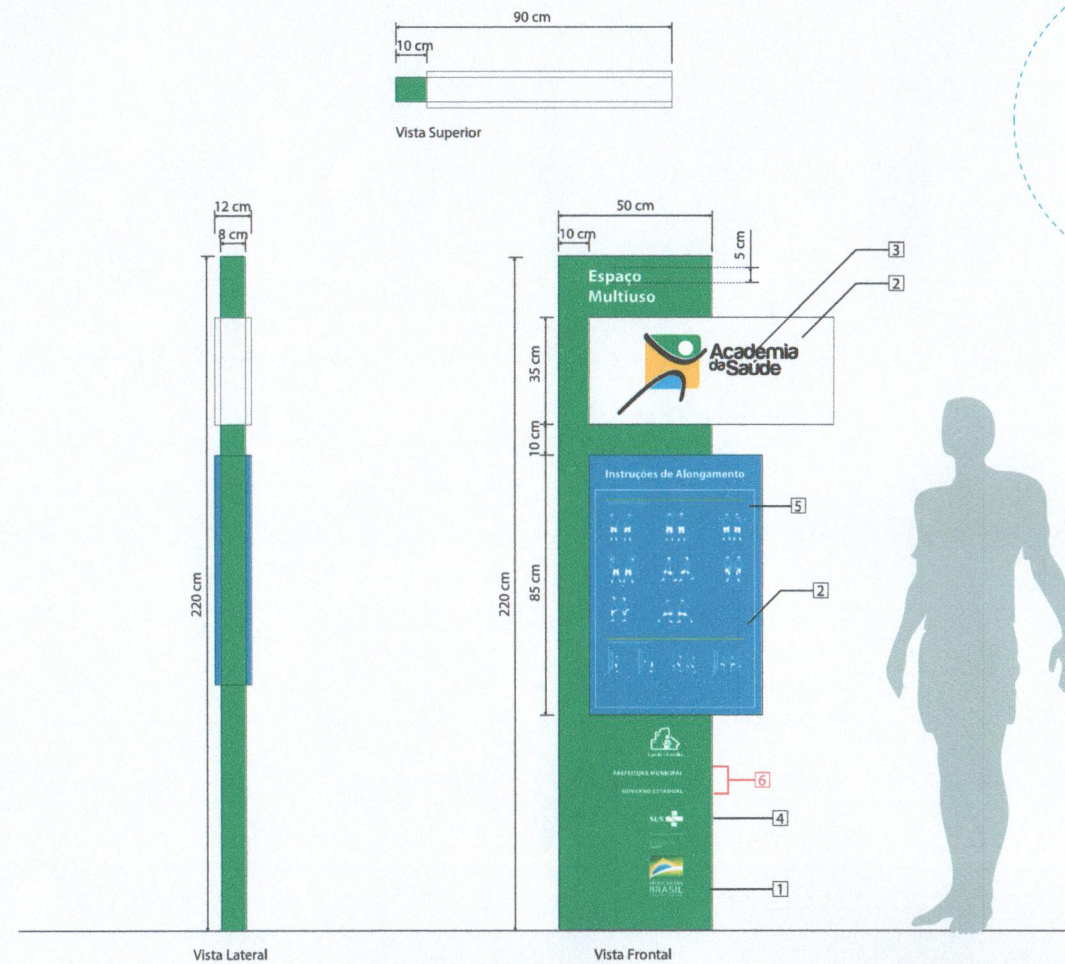 90 cm
10 cm
Vista Superior
12 cm
8 cm
220 cm
Vista Lateral
50 cm
10 cm
5 cm
Espaço
Multiuso
3
2
35 cm
Academia
da Saúde
10 cm
Instruções de Alongamento
5
220 cm
85 cm
2
PREFEITURA MUNICIPAL
6
GOVERNO ESTADUAL
SUS
4
BRASIL
1
Vista Frontal